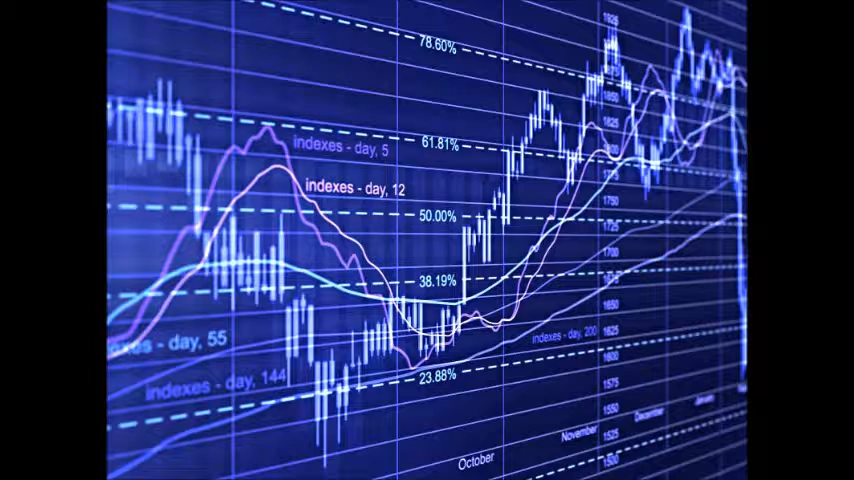 78.60%
indexes - day, 5
61.81%
indexes - day, 12
50.00%
38.19%
indexes - day, 200
indexes - day, 55
23.88%
indexes - day, 144
1925
1850
1825
1800
1775
1750
1725
1700
1675
1650
1625
1600
1575
1550
1525
1500
October
November
December
January